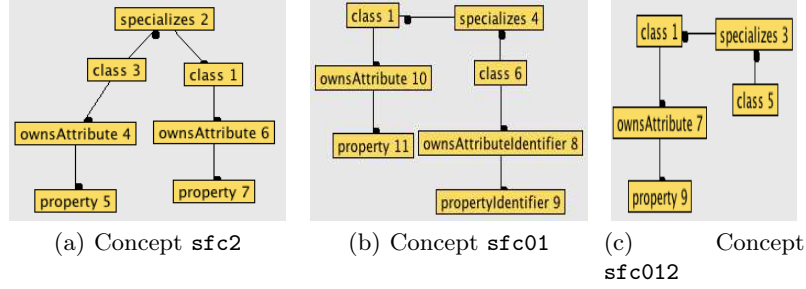 specializes 2
class 3
class 1
ownsAttribute 4
ownsAttribute 6
property 5
property 7
(a) Concept sfc2
class 1
specializes 4
ownsAttribute 10
class 6
property 11
ownsAttributeIdentifier 8
propertyIdentifier 9
(b) Concept sfc01
class 1
specializes 3
class 5
ownsAttribute 7
property 9
(c) Concept
sfc012